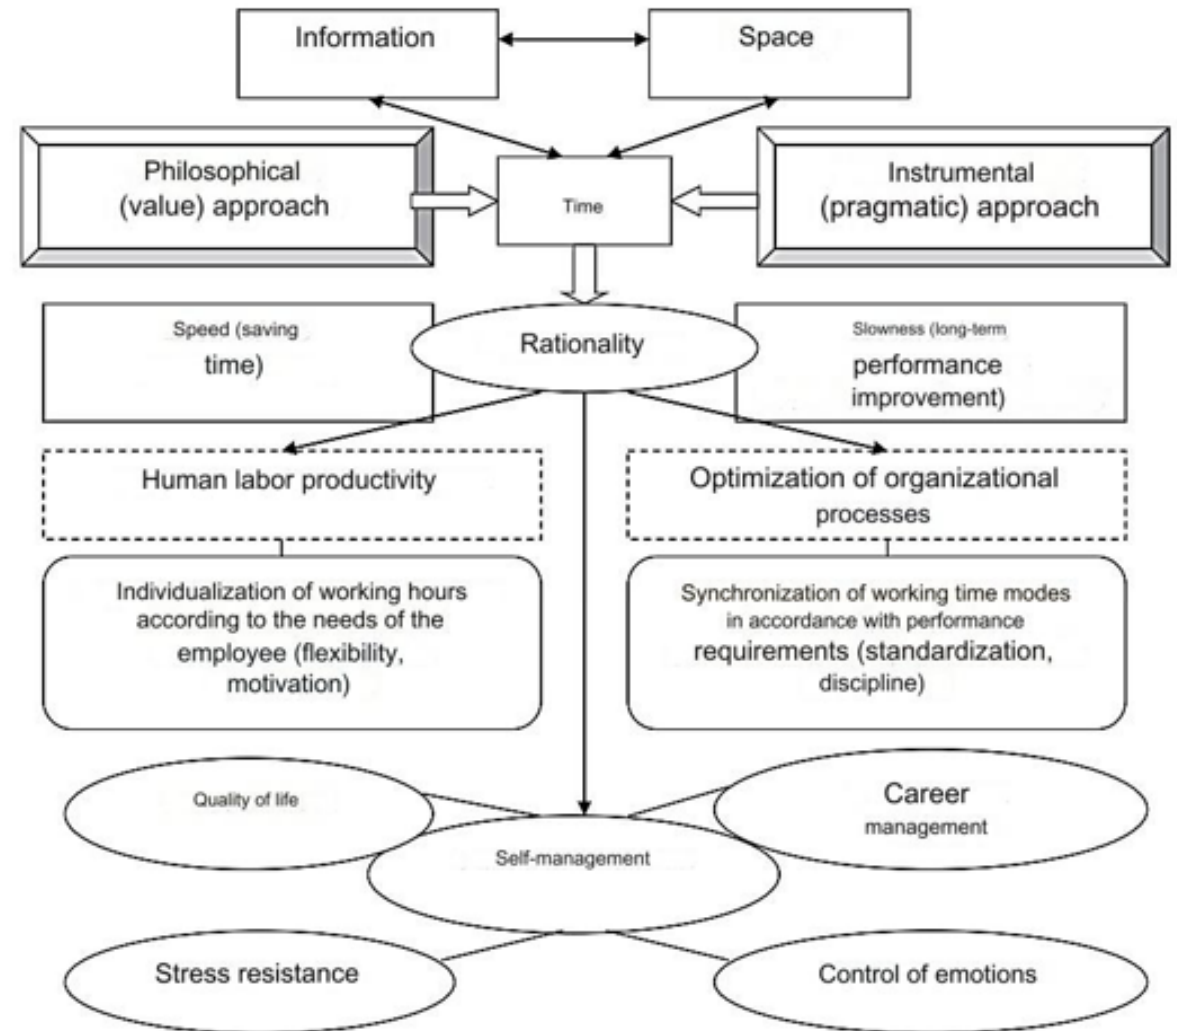 Information
Space
Philosophical
(value) approach
Time
Instrumental
(pragmatic) approach
Speed (saving
time)
Rationality
Slowness (long-term
performance
improvement)
Human labor productivity
Optimization of organizational
processes
Individualization of working hours
according to the needs of the
employee (flexibility,
motivation)
Synchronization of working time modes
in accordance with performance
requirements (standardization,
discipline)
Quality of life
Career
management
Self-management
Stress resistance
Control of emotions